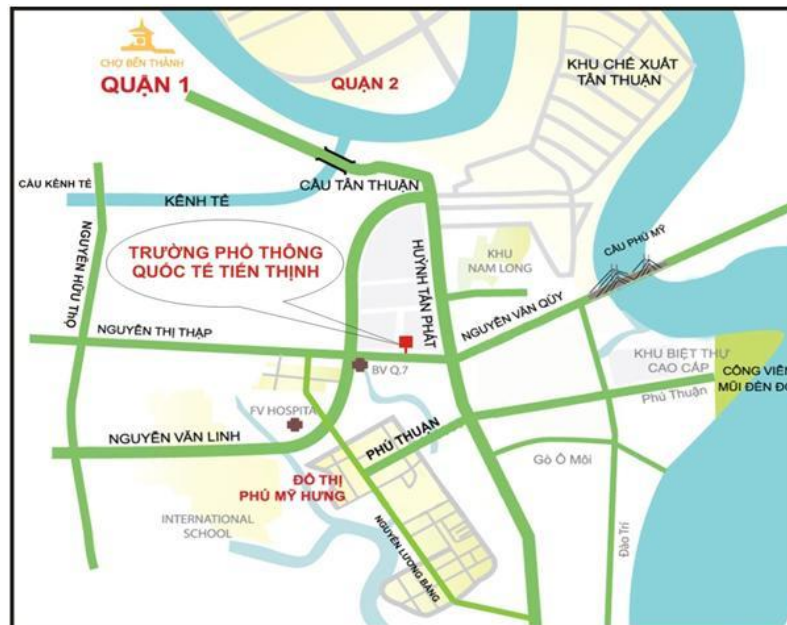 CHỢ BẾN THÀNH
QUẬN 1
QUẬN 2
KHU CHẾ XUẤT
TÂN THUẬN
CẦU KÊNH TẺ
KÊNH TẺ
CẦU TÂN THUẬN
NGUYỄN HỮU THỌ
TRƯỜNG PHỔ THÔNG
QUỐC TẾ TIẾN THỊNH
HUỲNH TẤN PHÁT
KHU
NAM LONG
CẦU PHÚ MỸ
NGUYỄN VĂN QÙY
NGUYỄN THỊ THẬP
BV Q.7
KHU BIỆT THỰ
CAO CẤP
CÔNG VIÊN
MŨI ĐÈN ĐỎ
Phú Thuận
FV HOSPITA
NGUYỄN VĂN LINH
PHÚ THUẬN
Gò Ô Môi
ĐÔ THỊ
PHÚ MỸ HƯNG
INTERNATIONAL
SCHOOL
NGUYỄN LƯƠNG BẰNG
Đào Trí